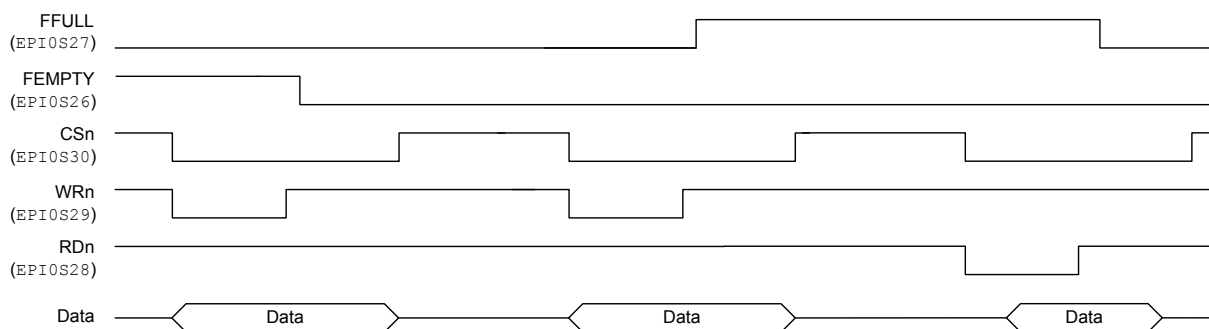 FFULL
(EPI0S27)
FEMPTY
(EPI0S26)
CSn
(EPI0S30)
WRn
(EPI0S29)
RDn
(EPI0S28)
Data Data Data Data